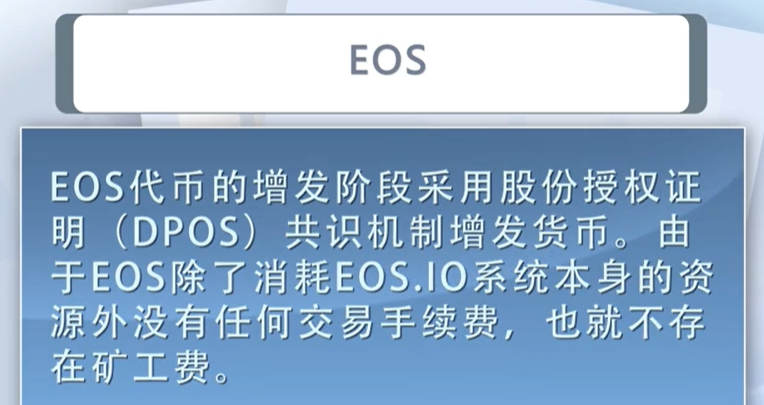 EOS
EOS代币的增发阶段采用股份授权证
明（DPOS）共识机制增发货币。由
于EOS除了消耗EOS.IO系统本身的资
源外没有任何交易手续费，也就不存
在矿工费。